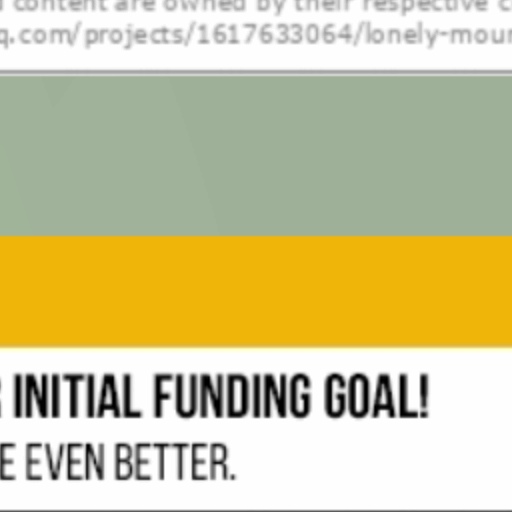 content are owned by their respective
q.com/projects/1617633064/lonely-mour
INITIAL FUNDING GOAL!
E EVEN BETTER.